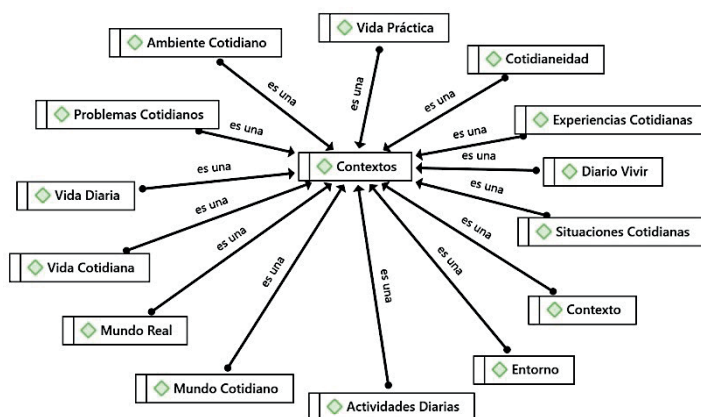 Vida Práctica
Ambiente Cotidiano
Cotidianeidad
es una
es una
es una
Problemas Cotidianos
Experiencias Cotidianas
es una
es una
Contextos
es una
Diario Vivir
es una
Vida Diaria
es una
es una
Situaciones Cotidianas
es una
Vida Cotidiana
es una
es una
es una
es una
Contexto
Mundo Real
Entorno
Mundo Cotidiano
Actividades Diarias